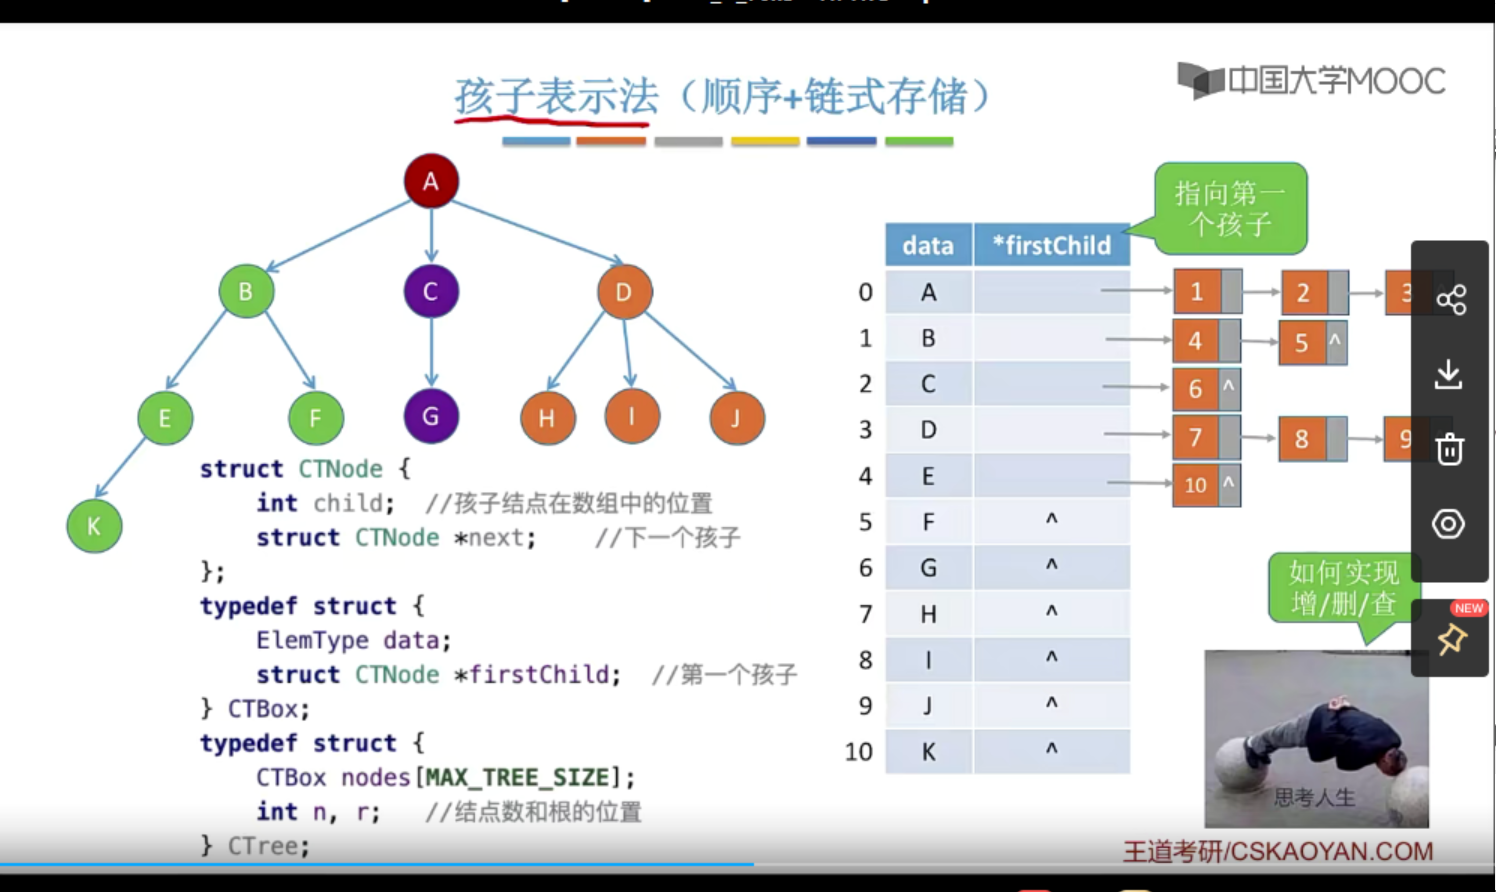 孩子表示法（顺序+链式存储）
中国大学MOOC
A
B
C
D
E
F
G
H
I
J
K
struct CTNode {
int child; //孩子结点在数组中的位置
struct CTNode *next; //下一个孩子
};
typedef struct {
ElemType data;
struct CTNode *firstChild; //第一个孩子
} CTBox;
typedef struct {
CTBox nodes[MAX_TREE_SIZE];
int n, r; //结点数和根的位置
} CTree;
指向第一
个孩子
data *firstChild
0 A 1 2 3
1 B 4 5 ^
2 C 6 ^
3 D 7 8 9
4 E 10 ^
5 F ^
6 G ^
7 H ^
8 I ^
9 J ^
10 K ^
如何实现
增/删/查
NEW
思考人生
王道考研/CSKAOYAN.COM